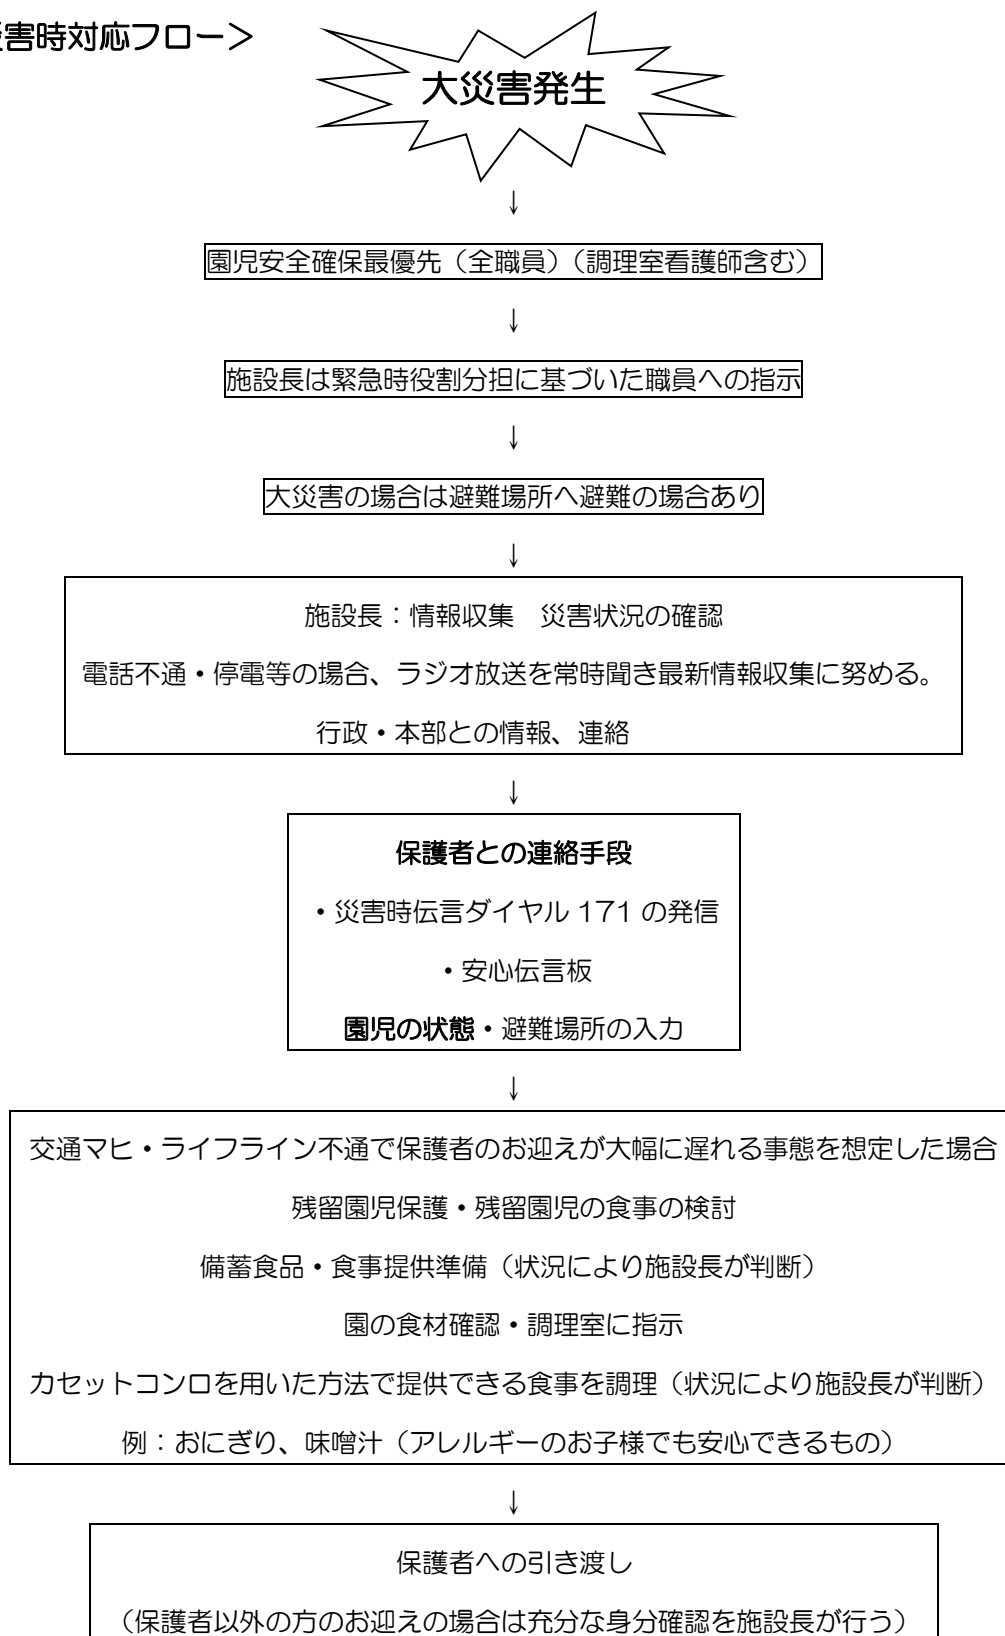 害時対応フロー＞
大災害発生
↓
園児安全確保最優先（全職員）（調理室看護師含む）
↓
施設長は緊急時役割分担に基づいた職員への指示
↓
大災害の場合は避難場所へ避難の場合あり
↓
施設長：情報収集　災害状況の確認
電話不通・停電等の場合、ラジオ放送を常時聞き最新情報収集に努める。
行政・本部との情報、連絡
↓
保護者との連絡手段
・災害時伝言ダイヤル 171 の発信
・安心伝言板
園児の状態・避難場所の入力
↓
交通マヒ・ライフライン不通で保護者のお迎えが大幅に遅れる事態を想定した場合
残留園児保護・残留園児の食事の検討
備蓄食品・食事提供準備（状況により施設長が判断）
園の食材確認・調理室に指示
カセットコンロを用いた方法で提供できる食事を調理（状況により施設長が判断）
例：おにぎり、味噌汁（アレルギーのお子様でも安心できるもの）
↓
保護者への引き渡し
（保護者以外の方のお迎えの場合は充分な身分確認を施設長が行う）